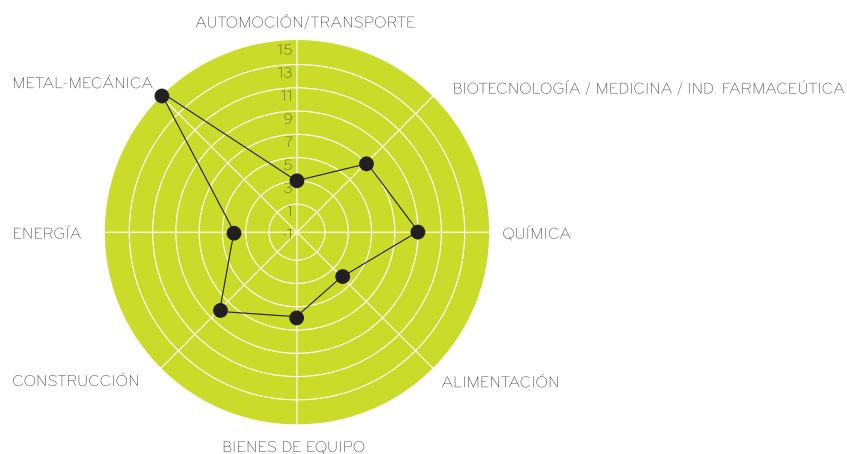 AUTOMOCIÓN/TRANSPORTE
15
METAL-MECÁNICA
13
BIOTECNOLOGÍA / MEDICINA / IND. FARMACEÚTICA
11
9
7
5
3
1
ENERGÍA
-1
QUÍMICA
CONSTRUCCIÓN
ALIMENTACIÓN
BIENES DE EQUIPO